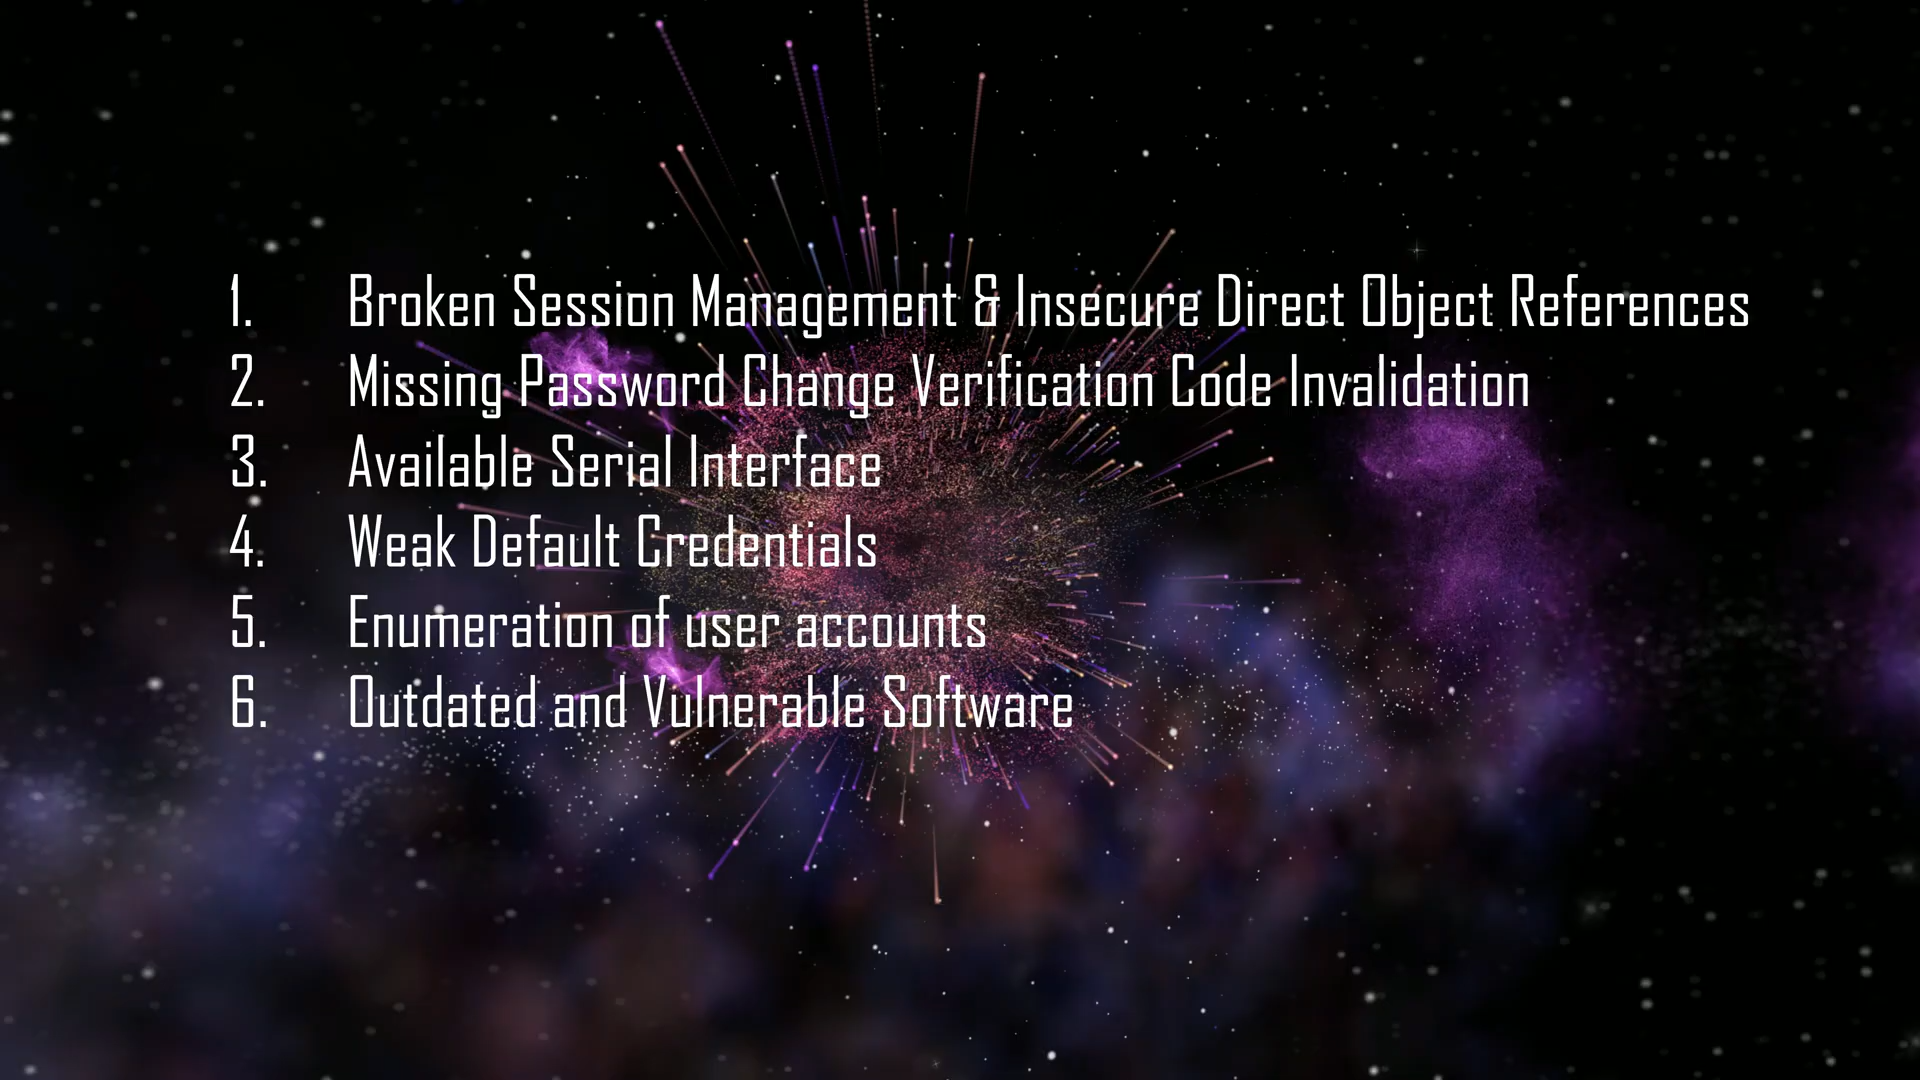 1. Broken Session Management & Insecure Direct Object References
2. Missing Password Change Verification Code Invalidation
3. Available Serial Interface
4. Weak Default Credentials
5. Enumeration of user accounts
6. Outdated and Vulnerable Software